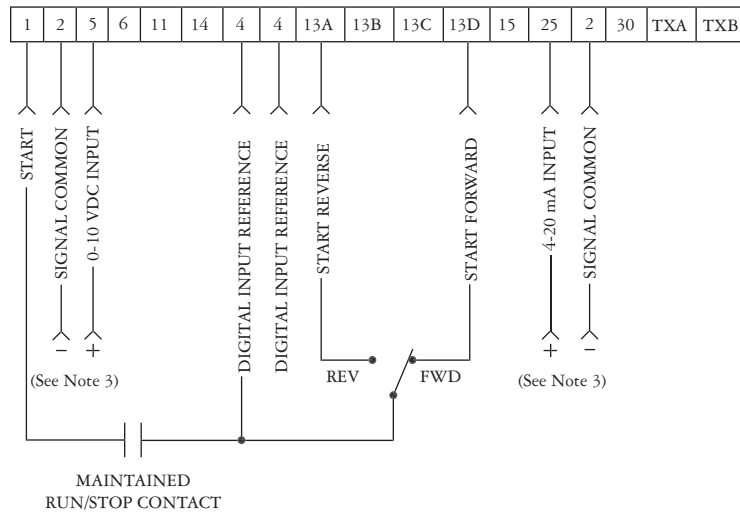 1 2 5 6 11 14 4 4 13A 13B 13C 13D 15 25 2 30 TXA TXB
START
SIGNAL COMMON
0-10 VDC INPUT
DIGITAL INPUT REFERENCE
DIGITAL INPUT REFERENCE
START REVERSE
START FORWARD
4-20 mA INPUT
SIGNAL COMMON
– +
+ –
(See Note 3)
REV
FWD
(See Note 3)
MAINTAINED
RUN/STOP CONTACT